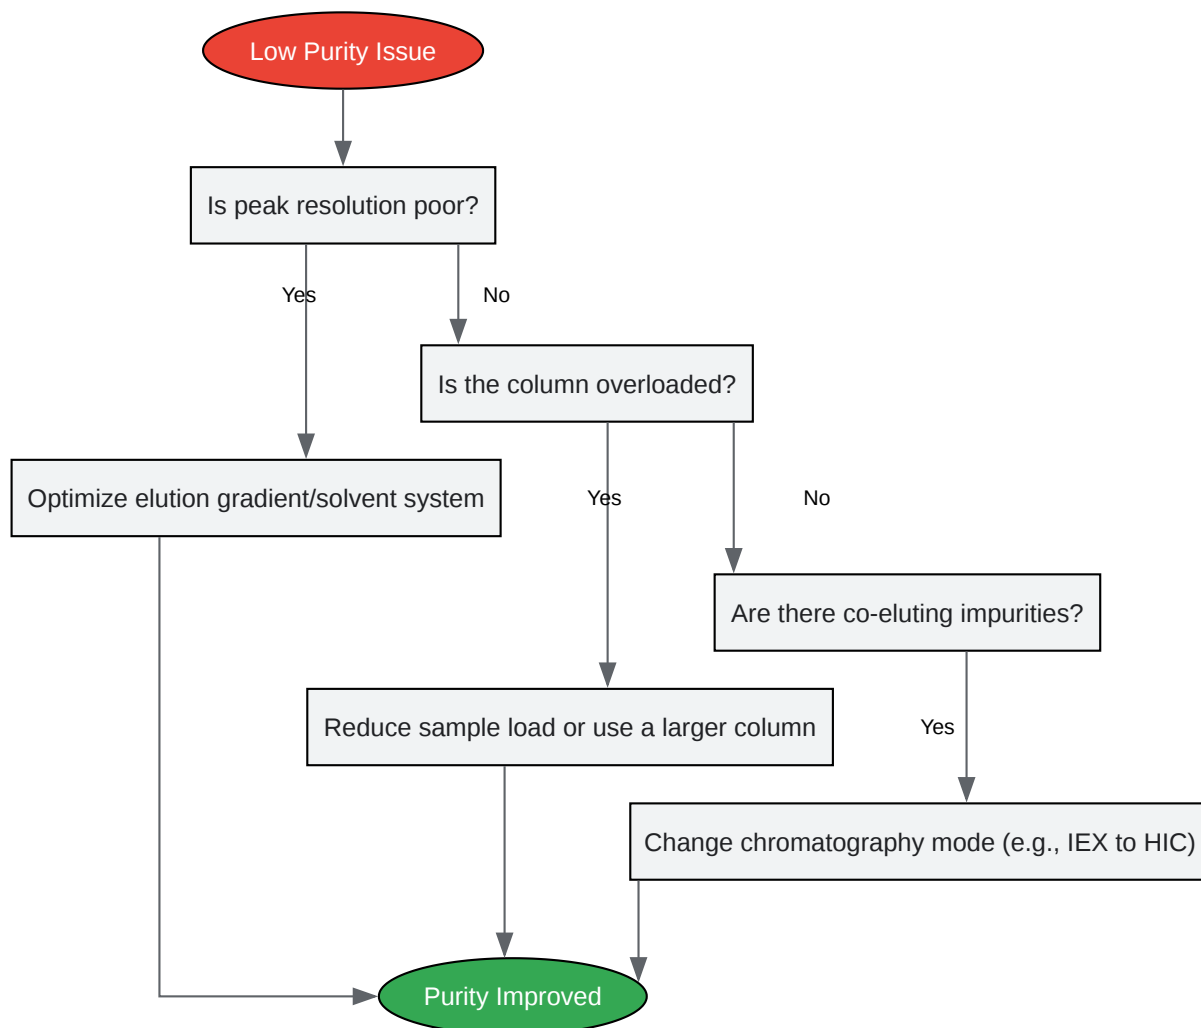 Low Purity Issue
Is peak resolution poor?
Yes
No
Is the column overloaded?
Optimize elution gradient/solvent system
Yes
No
Are there co-eluting impurities?
Reduce sample load or use a larger column
Yes
Change chromatography mode (e.g., IEX to HIC)
Purity Improved